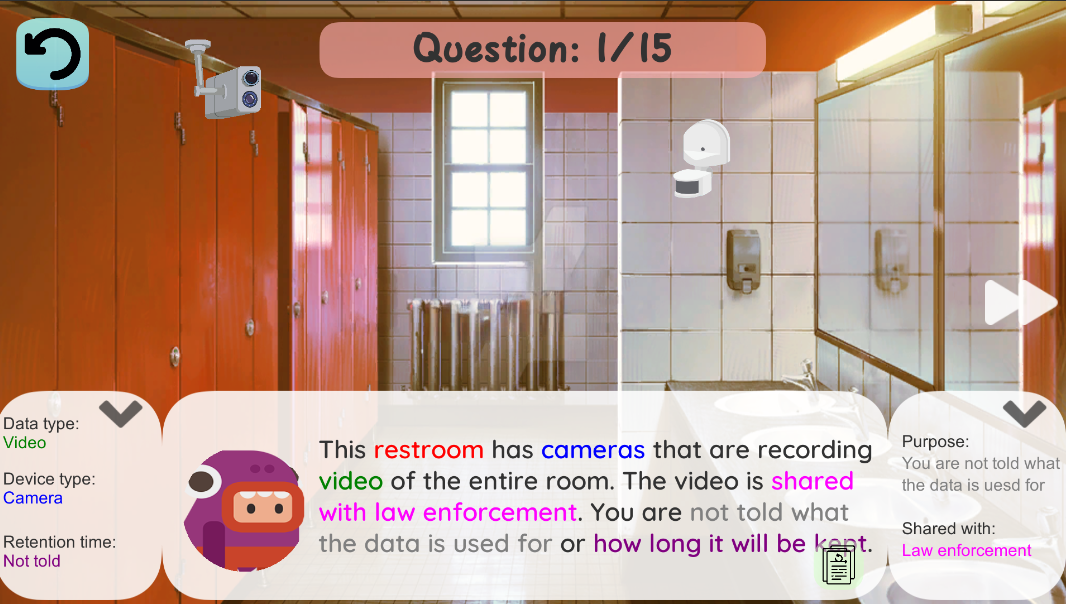 Question: 1/15
Data type:
Video
Device type:
Camera
Retention time:
Not told
This restroom has cameras that are recording
video of the entire room. The video is shared
with law enforcement. You are not told what
the data is used for or how long it will be kept.
Purpose:
You are not told what
the data is uesd for
Shared with:
Law enforcement